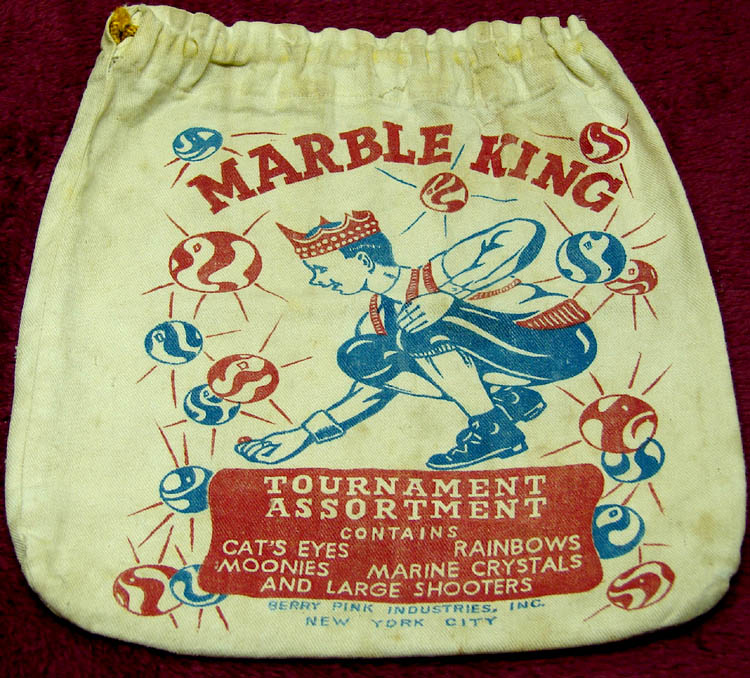 MARBLE KING
TOURNAMENT
ASSORTMENT
CONTAINS
CAT'S EYES RAINBOWS
MOONIES MARINE CRYSTALS
AND LARGE SHOOTERS
BERRY PINK INDUSTRIES, INC.
NEW YORK CITY